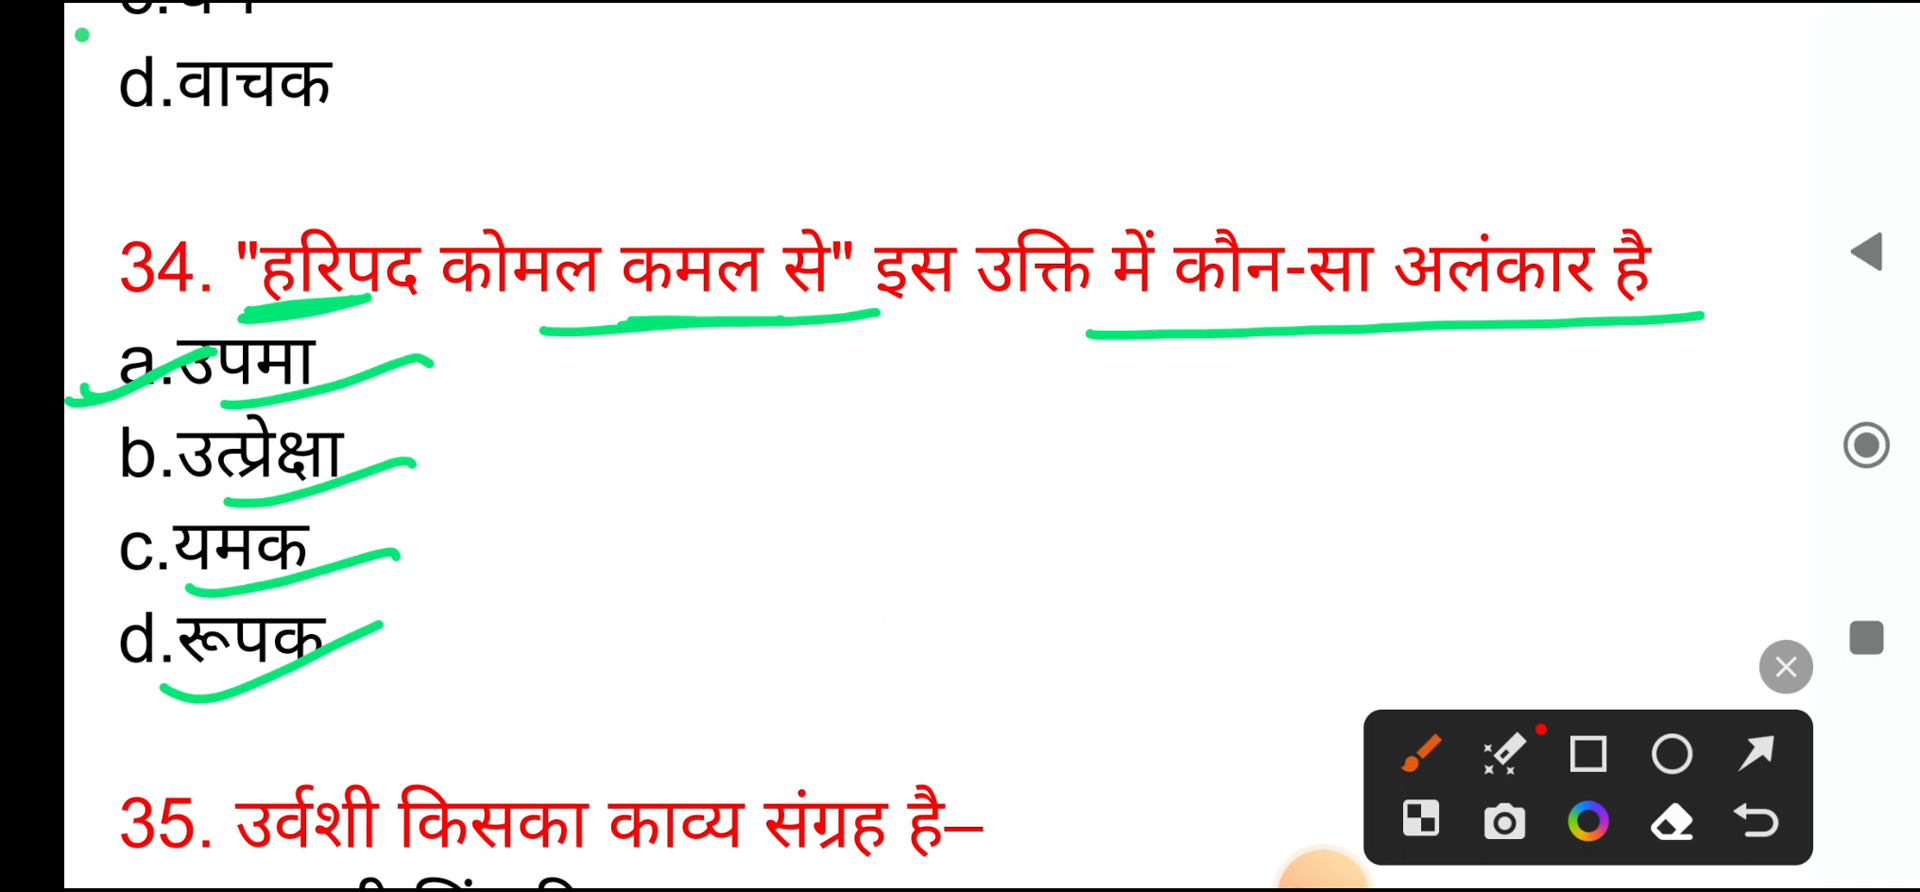 d.वाचक
34. "हरिपद कोमल कमल से" इस उक्ति में कौन-सा अलंकार है
a.उपमा
b.उत्प्रेक्षा
c.यमक
d.रूपक
35. उर्वशी किसका काव्य संग्रह है–